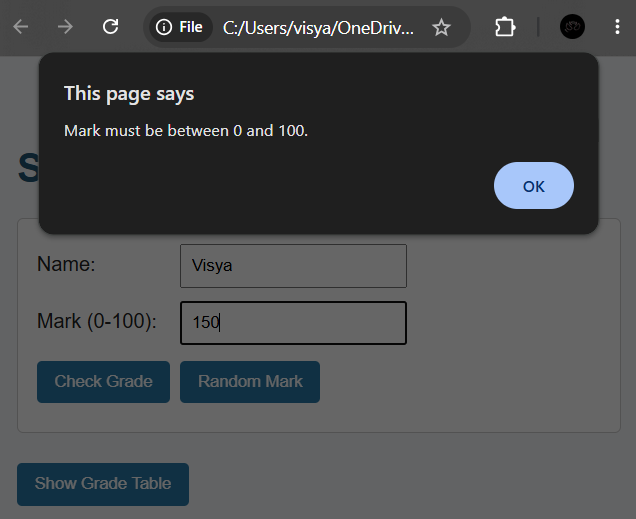 File C:/Users/visya/OneDriv...
This page says
Mark must be between 0 and 100.
OK
S
Name: Visya
Mark (0-100): 150
Check Grade Random Mark
Show Grade Table